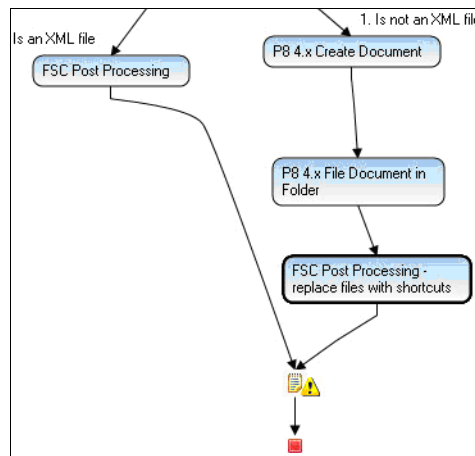 1. Is not an XML file
Is an XML file
P8 4.x Create Document
FSC Post Processing
P8 4.x File Document in
Folder
FSC Post Processing -
replace files with shortcuts